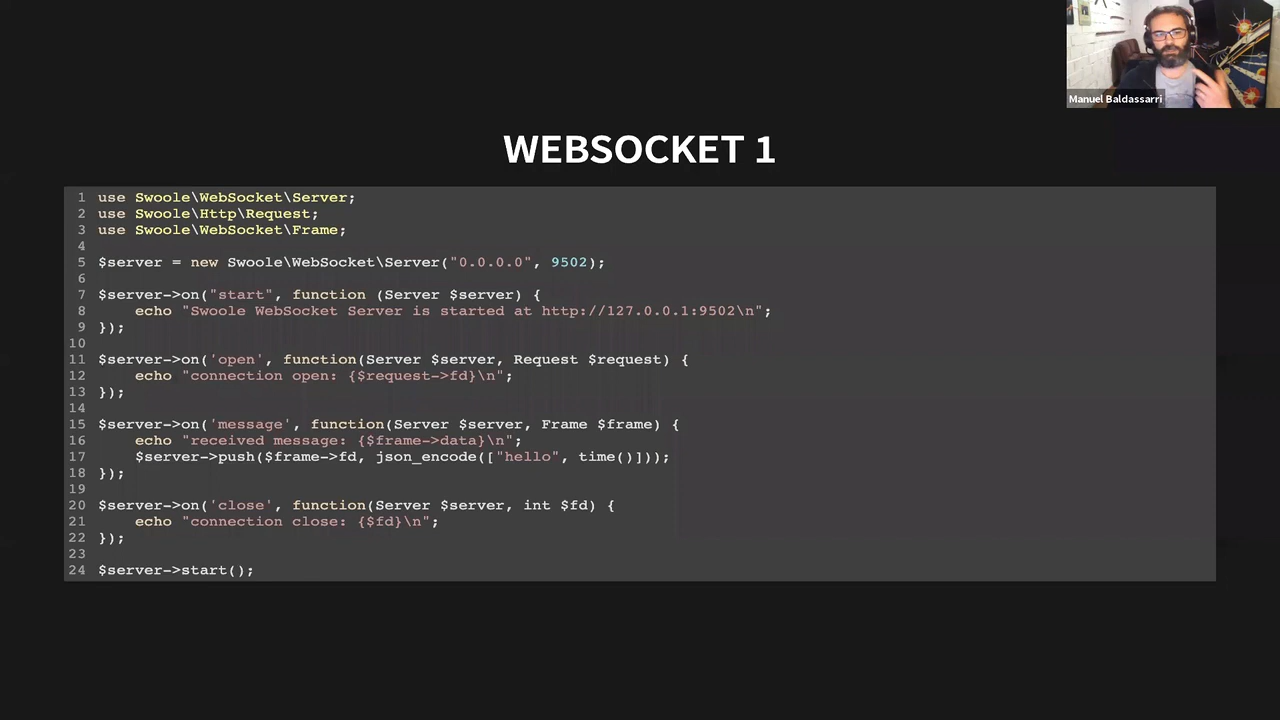 Manuel Baldassarri
WEBSOCKET 1
1 use Swoole\WebSocket\Server;
2 use Swoole\Http\Request;
3 use Swoole\WebSocket\Frame;
4
5 $server = new Swoole\WebSocket\Server("0.0.0.0", 9502);
6
7 $server->on("start", function (Server $server) {
8     echo "Swoole WebSocket Server is started at http://127.0.0.1:9502\n";
9 });
10
11 $server->on('open', function(Server $server, Request $request) {
12     echo "connection open: {$request->fd}\n";
13 });
14
15 $server->on('message', function(Server $server, Frame $frame) {
16     echo "received message: {$frame->data}\n";
17     $server->push($frame->fd, json_encode(["hello", time()]));
18 });
19
20 $server->on('close', function(Server $server, int $fd) {
21     echo "connection close: {$fd}\n";
22 });
23
24 $server->start();